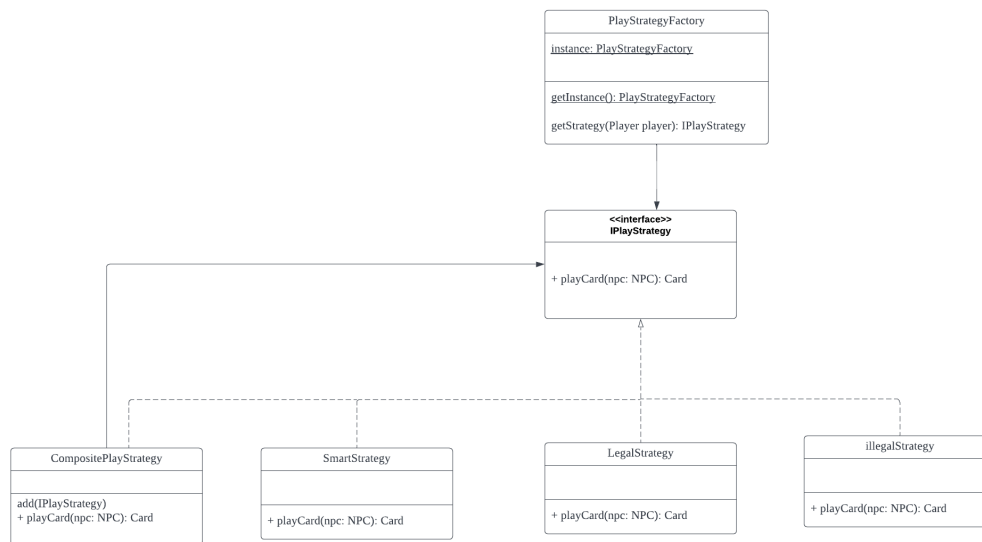 PlayStrategyFactory
instance: PlayStrategyFactory
getInstance(): PlayStrategyFactory
getStrategy(Player player): IPlayStrategy
<<interface>>
IPlayStrategy
+ playCard(npc: NPC): Card
CompositePlayStrategy
add(IPlayStrategy)
+ playCard(npc: NPC): Card
SmartStrategy
+ playCard(npc: NPC): Card
LegalStrategy
+ playCard(npc: NPC): Card
illegalStrategy
+ playCard(npc: NPC): Card